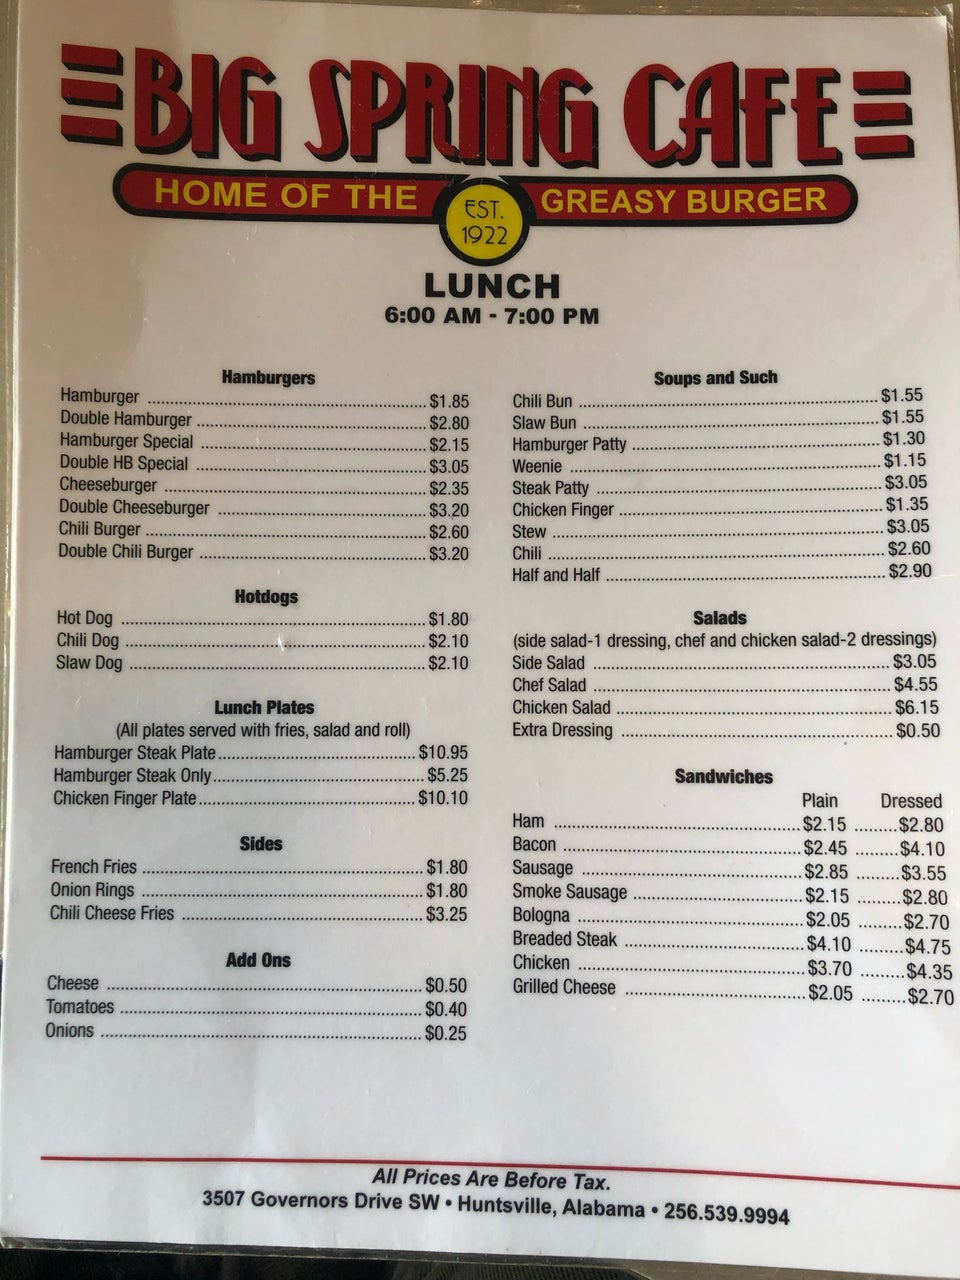 BIG SPRING CAFE
HOME OF THE GREASY BURGER
EST.
1922
LUNCH
6:00 AM - 7:00 PM
Hamburgers
Hamburger ........ $1.85
Double Hamburger ........ $2.80
Hamburger Special ........ $2.15
Double HB Special ........ $3.05
Cheeseburger ........ $2.35
Double Cheeseburger ........ $3.20
Chili Burger ........ $2.60
Double Chili Burger ........ $3.20
Hotdogs
Hot Dog ........ $1.80
Chili Dog ........ $2.10
Slaw Dog ........ $2.10
Lunch Plates
(All plates served with fries, salad and roll)
Hamburger Steak Plate ........ $10.95
Hamburger Steak Only ........ $5.25
Chicken Finger Plate ........ $10.10
Sides
French Fries ........ $1.80
Onion Rings ........ $1.80
Chili Cheese Fries ........ $3.25
Add Ons
Cheese ........ $0.50
Tomatoes ........ $0.40
Onions ........ $0.25
Soups and Such
Chili Bun ........ $1.55
Slaw Bun ........ $1.55
Hamburger Patty ........ $1.30
Weenie ........ $1.15
Steak Patty ........ $3.05
Chicken Finger ........ $1.35
Stew ........ $3.05
Chili ........ $2.60
Half and Half ........ $2.90
Salads
(side salad-1 dressing, chef and chicken salad-2 dressings)
Side Salad ........ $3.05
Chef Salad ........ $4.55
Chicken Salad ........ $6.15
Extra Dressing ........ $0.50
Sandwiches
Plain Dressed
Ham ........ $2.15 ........ $2.80
Bacon ........ $2.45 ........ $4.10
Sausage ........ $2.85 ........ $3.55
Smoke Sausage ........ $2.15 ........ $2.80
Bologna ........ $2.05 ........ $2.70
Breaded Steak ........ $4.10 ........ $4.75
Chicken ........ $3.70 ........ $4.35
Grilled Cheese ........ $2.05 ........ $2.70
All Prices Are Before Tax.
3507 Governors Drive SW • Huntsville, Alabama • 256.539.9994